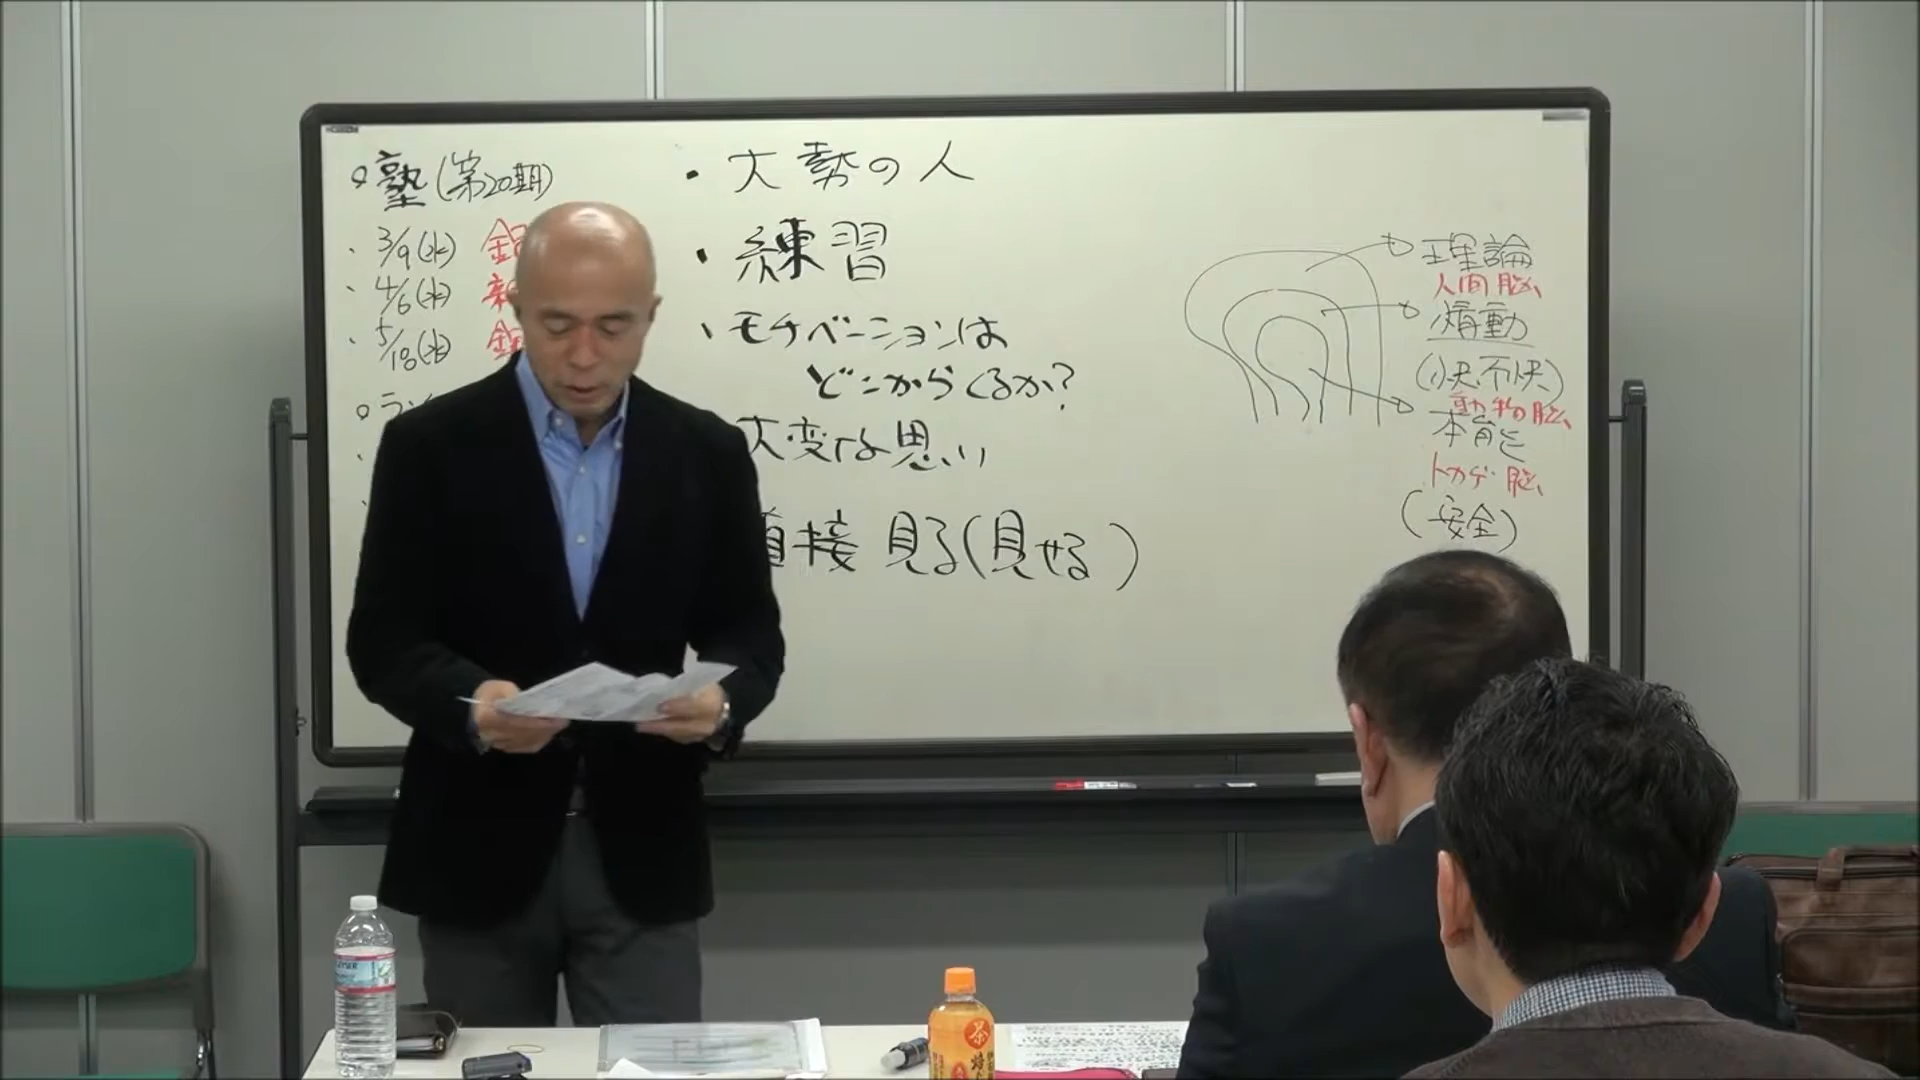 ○塾(第20期)
・3/9(水)
・4/6(水)
・5/18(水)
・大勢の人
・練習
・モチベーションは
どこからくるか?
大変な思い
直接見る(見せる)
理論
人間脳
情動
(快、不快)
動物脳
本能
トカゲ脳
(安全)
茶